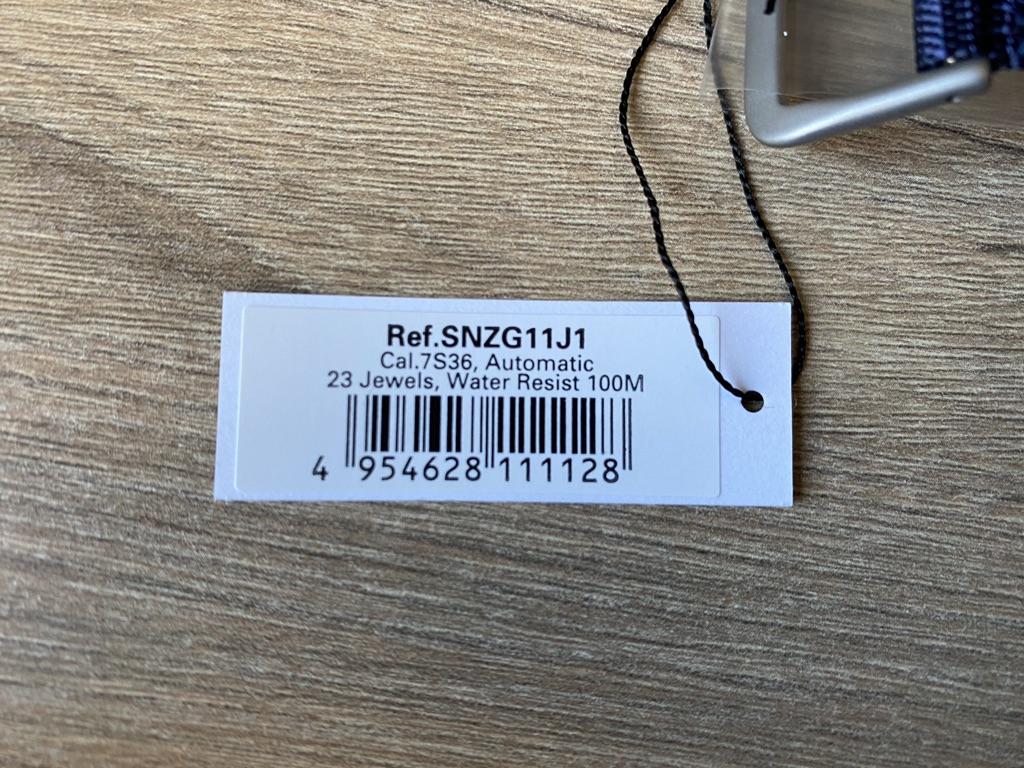 Ref.SNZG11J1
Cal.7S36, Automatic
23 Jewels, Water Resist 100M
4 954628 111128